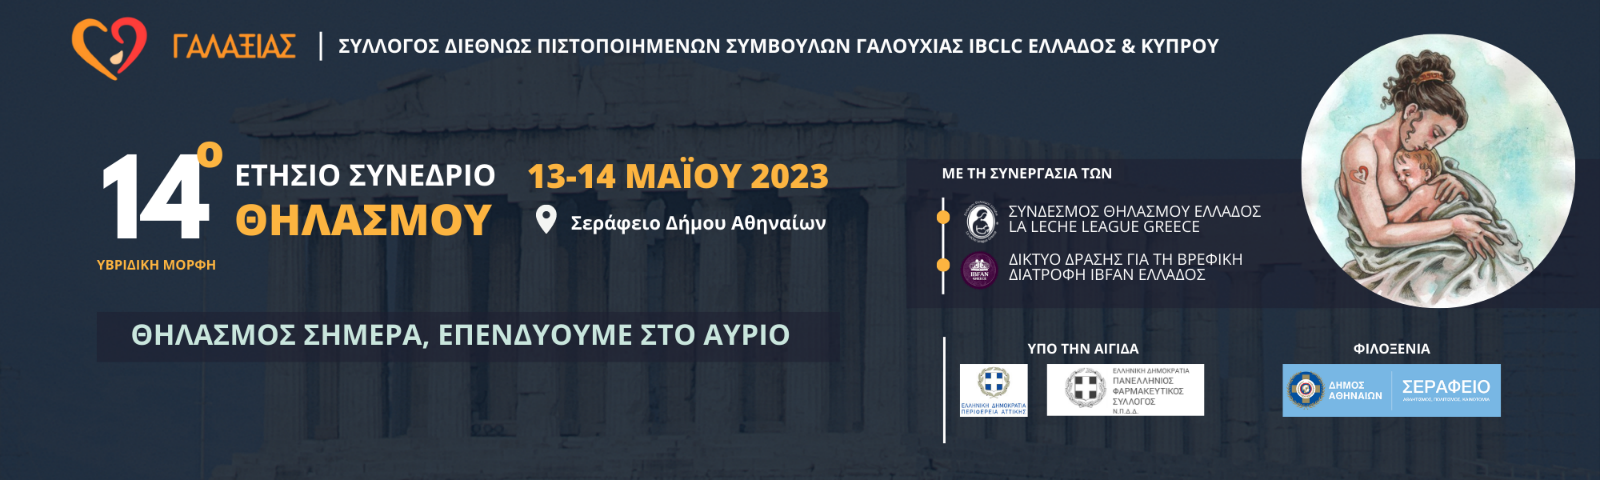 ΓΑΛΑΞΙΑΣ
ΣΥΛΛΟΓΟΣ ΔΙΕΘΝΩΣ ΠΙΣΤΟΠΟΙΗΜΕΝΩΝ ΣΥΜΒΟΥΛΩΝ ΓΑΛΟΥΧΙΑΣ IBCLC ΕΛΛΑΔΟΣ & ΚΥΠΡΟΥ
14ο
ΕΤΗΣΙΟ ΣΥΝΕΔΡΙΟ
ΘΗΛΑΣΜΟΥ
ΥΒΡΙΔΙΚΗ ΜΟΡΦΗ
13-14 ΜΑΪΟΥ 2023
Σεράφειο Δήμου Αθηναίων
ΘΗΛΑΣΜΟΣ ΣΗΜΕΡΑ, ΕΠΕΝΔΥΟΥΜΕ ΣΤΟ ΑΥΡΙΟ
ΜΕ ΤΗ ΣΥΝΕΡΓΑΣΙΑ ΤΩΝ
ΣΥΝΔΕΣΜΟΣ ΘΗΛΑΣΜΟΥ ΕΛΛΑΔΟΣ
LA LECHE LEAGUE GREECE
IBFAN
ΔΙΚΤΥΟ ΔΡΑΣΗΣ ΓΙΑ ΤΗ ΒΡΕΦΙΚΗ
ΔΙΑΤΡΟΦΗ IBFAN ΕΛΛΑΔΟΣ
ΥΠΟ ΤΗΝ ΑΙΓΙΔΑ
ΕΛΛΗΝΙΚΗ ΔΗΜΟΚΡΑΤΙΑ
ΠΕΡΙΦΕΡΕΙΑ ΑΤΤΙΚΗΣ
ΕΛΛΗΝΙΚΗ ΔΗΜΟΚΡΑΤΙΑ
ΠΑΝΕΛΛΗΝΙΟΣ
ΦΑΡΜΑΚΕΥΤΙΚΟΣ
ΣΥΛΛΟΓΟΣ
Ν.Π.Δ.Δ.
ΦΙΛΟΞΕΝΙΑ
ΔΗΜΟΣ
ΑΘΗΝΑΙΩΝ
ΣΕΡΑΦΕΙΟ